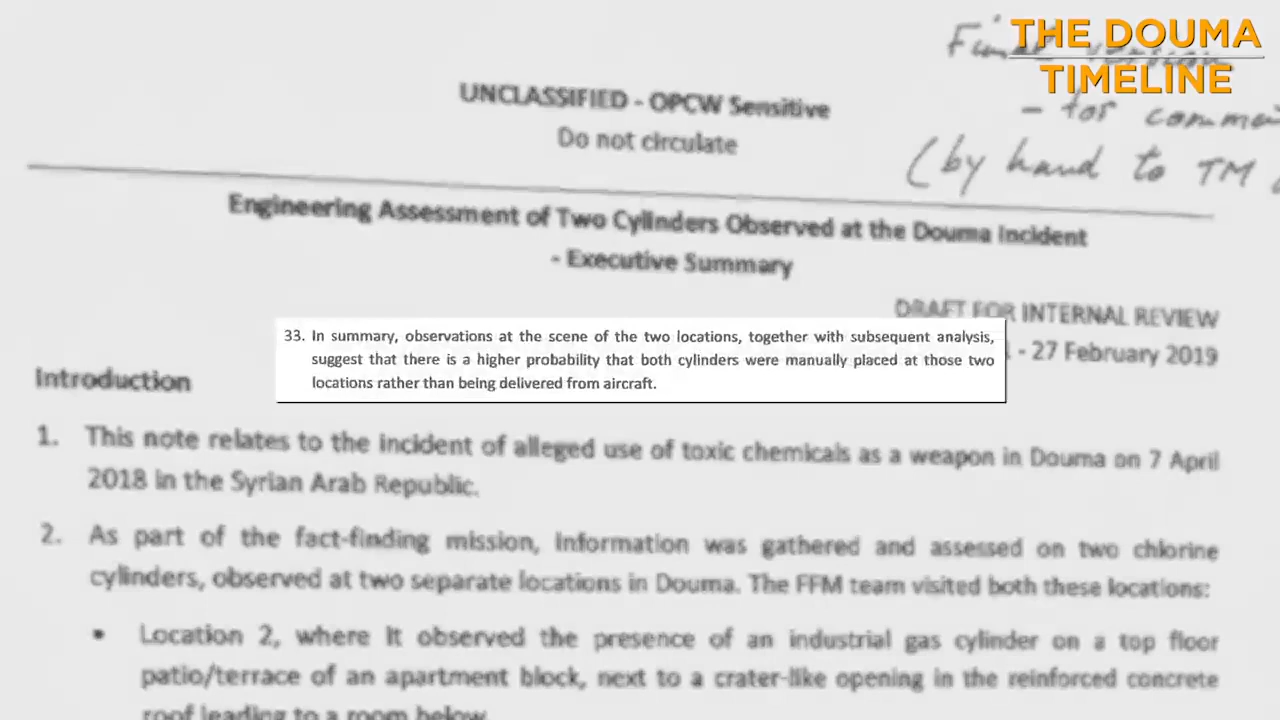 THE DOUMA
TIMELINE
Final version
- for
(by hand to TM
UNCLASSIFIED - OPCW Sensitive
Do not circulate
Engineering Assessment of Two Cylinders Observed at the Douma Incident
- Executive Summary
DRAFT FOR INTERNAL REVIEW
- 27 February 2019
33. In summary, observations at the scene of the two locations, together with subsequent analysis,
suggest that there is a higher probability that both cylinders were manually placed at those two
locations rather than being delivered from aircraft.
Introduction
1. This note relates to the incident of alleged use of toxic chemicals as a weapon in Douma on 7 April
2018 in the Syrian Arab Republic.
2. As part of the fact-finding mission, information was gathered and assessed on two chlorine
cylinders, observed at two separate locations in Douma. The FFM team visited both these locations:
• Location 2, where it observed the presence of an industrial gas cylinder on a top floor
patio/terrace of an apartment block, next to a crater-like opening in the reinforced concrete
roof leading to a room below.